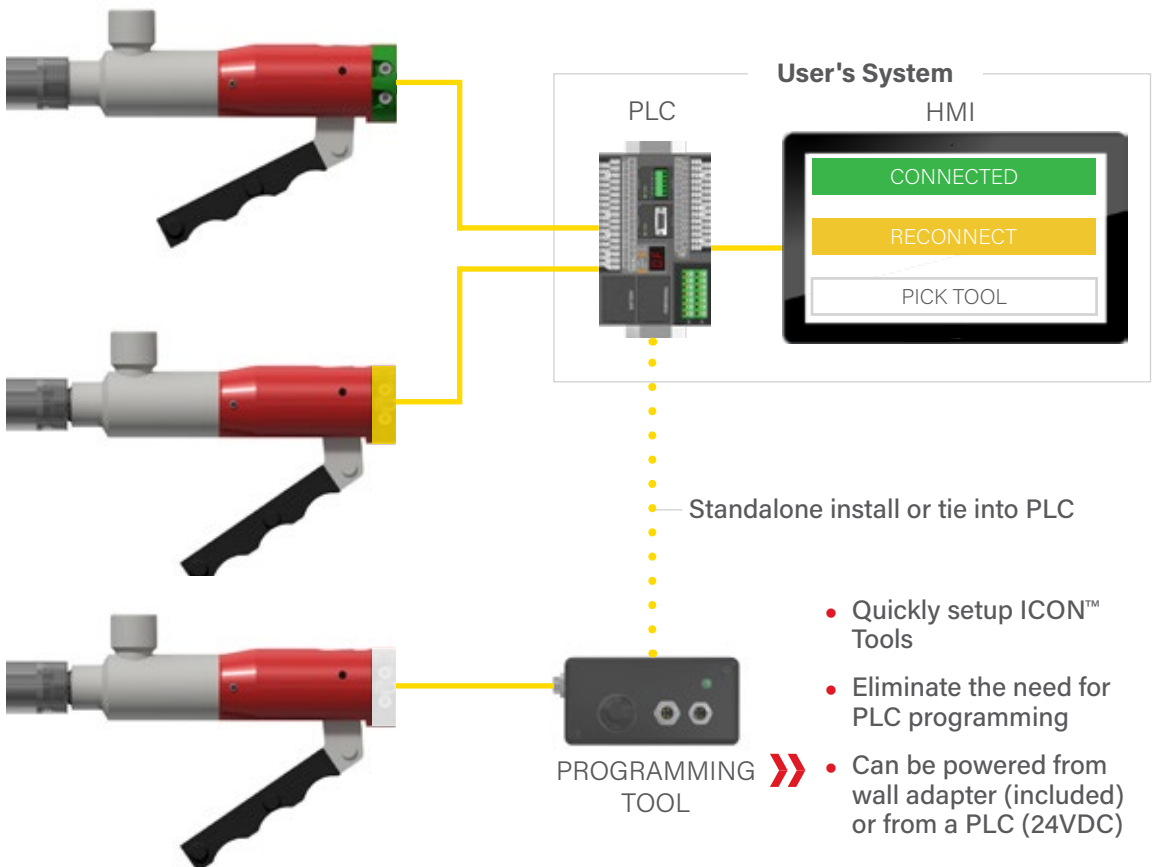 User's System
PLC
HMI
CONNECTED
RECONNECT
PICK TOOL
Standalone install or tie into PLC
PROGRAMMING
TOOL
• Quickly setup ICON™
Tools
• Eliminate the need for
PLC programming
• Can be powered from
wall adapter (included)
or from a PLC (24VDC)